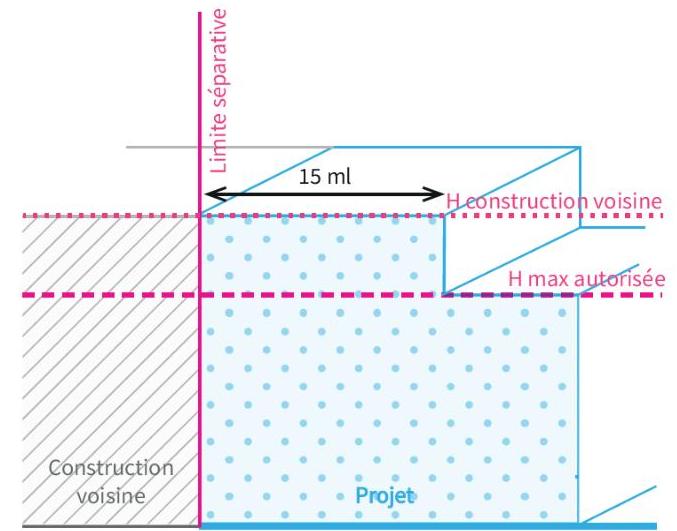 Limite séparative
15 ml
H construction voisine
H max autorisée
Construction
voisine
Projet